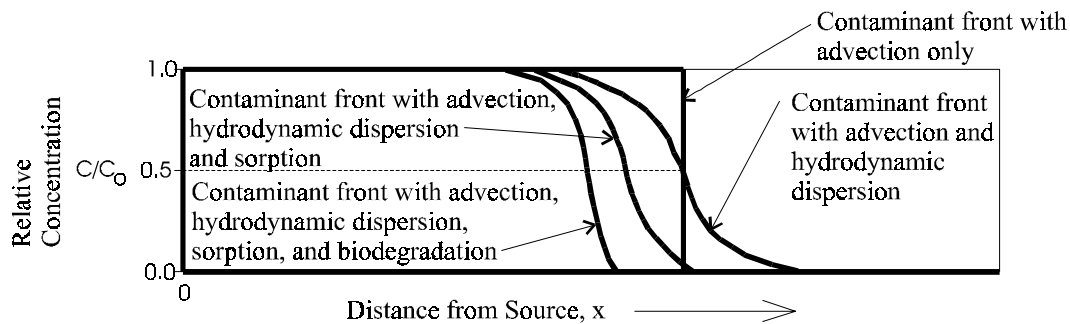 Contaminant front with
advection only
1.0
Contaminant front with advection,
hydrodynamic dispersion
and sorption
Contaminant front
with advection and
hydrodynamic
dispersion
Relative
Concentration
C/Co
0.5
Contaminant front with advection,
hydrodynamic dispersion,
sorption, and biodegradation
0.0
0
Distance from Source, x